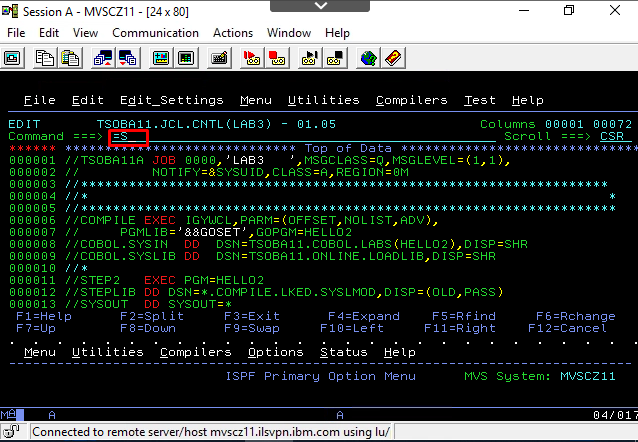 Session A - MVSCZ11 - [24 x 80]
File Edit View Communication Actions Window Help
File Edit Edit_Settings Menu Utilities Compilers Test Help
EDIT TSOBA11.JCL.CNTL(LAB3) - 01.05 Columns 00001 00072
Command ===> =S__ Scroll ===> CSR
****** ***************************** Top of Data ******************************
000001 //TSOBA11A JOB 0000,'LAB3 ',MSGCLASS=Q,MSGLEVEL=(1,1),
000002 // NOTIFY=&SYSUID,CLASS=A,REGION=0M
000003 //*****************************************************************
000004 //* *
000005 //*****************************************************************
000006 //COMPILE EXEC IGYWCL,PARM=(OFFSET,NOLIST,ADV),
000007 // PGMLIB='&&GOSET',GOPGM=HELLO2
000008 //COBOL.SYSIN DD DSN=TSOBA11.COBOL.LABS(HELLO2),DISP=SHR
000009 //COBOL.SYSLIB DD DSN=TSOBA11.ONLINE.LOADLIB,DISP=SHR
000010 //*
000011 //STEP2 EXEC PGM=HELLO2
000012 //STEPLIB DD DSN=*.COMPILE.LKED.SYSLMOD,DISP=(OLD,PASS)
000013 //SYSOUT DD SYSOUT=*
F1=Help F2=Split F3=Exit F4=Expand F5=Rfind F6=Rchange
F7=Up F8=Down F9=Swap F10=Left F11=Right F12=Cancel
. . . . . . . . . . . . . . . . . . . . . . . . . . .
Menu Utilities Compilers Options Status Help
ISPF Primary Option Menu MVS System: MVSCZ11
MA A A 04/017
Connected to remote server/host mvscz11.ilsvpn.ibm.com using lu/